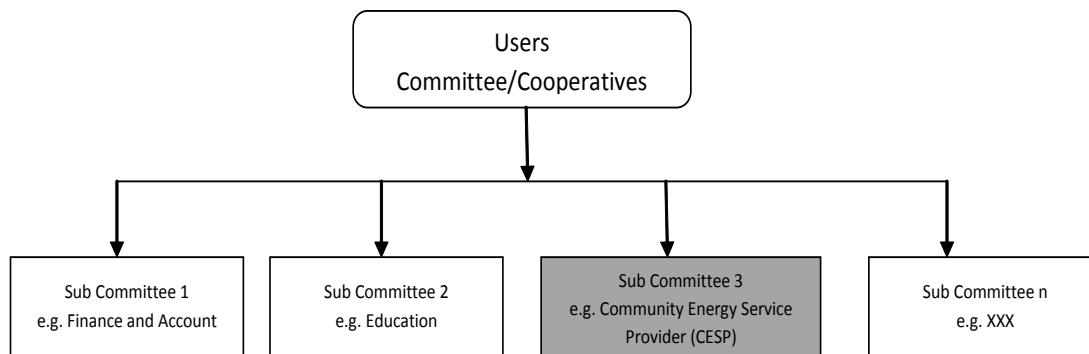 Users
Committee/Cooperatives
Sub Committee 1
e.g. Finance and Account
Sub Committee 2
e.g. Education
Sub Committee 3
e.g. Community Energy Service
Provider (CESP)
Sub Committee n
e.g. XXX